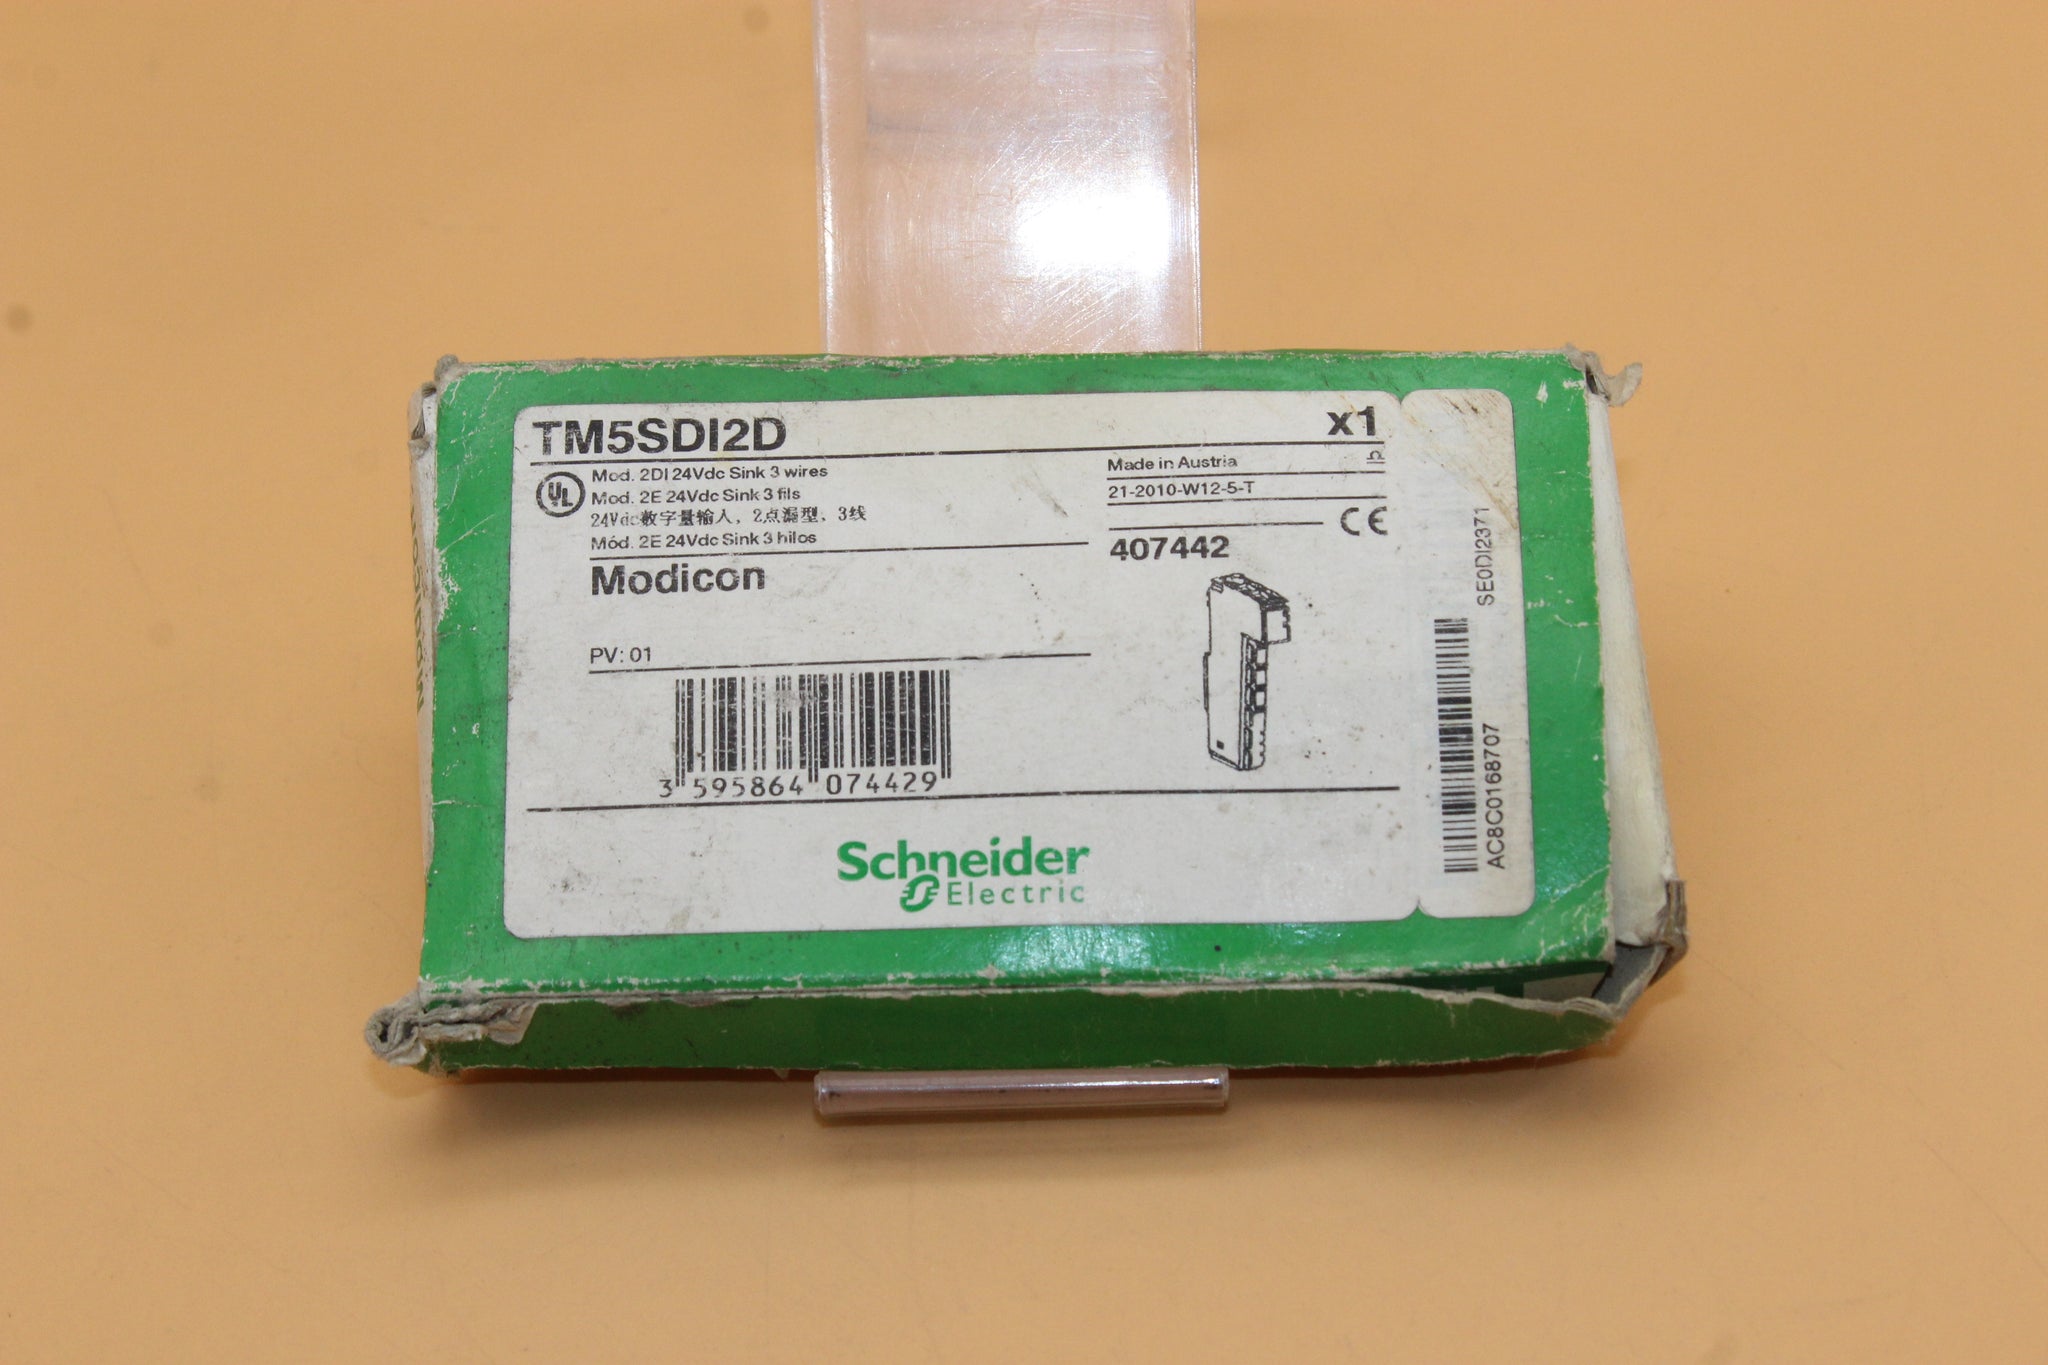 TM5SDI2D
x1
UL
Mod. 2DI 24Vdc Sink 3 wires
Mod. 2E 24Vdc Sink 3 fils
24Vdc数字量输入, 2点漏型, 3线
Mód. 2E 24Vdc Sink 3 hilos
Modicon
PV: 01
3 595864 074429
Made in Austria
21-2010-W12-5-T
CE
407442
Schneider
Electric
SE0DI2371
AC8C0168707